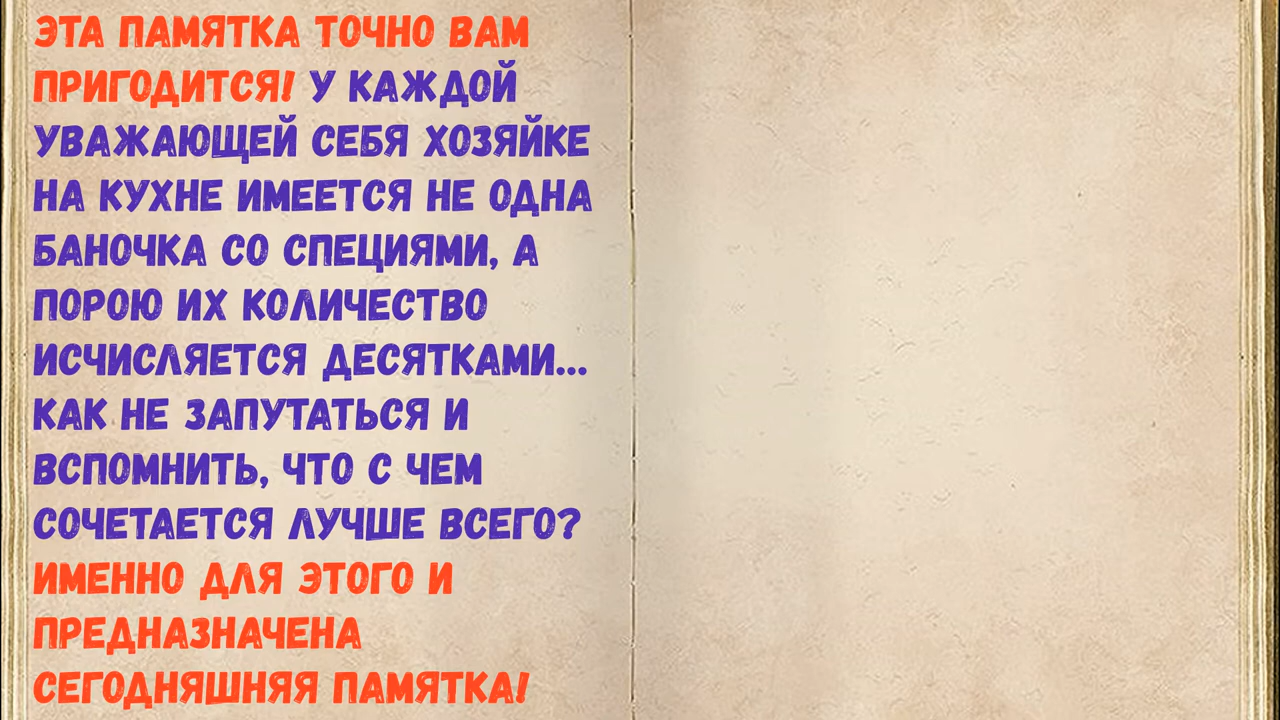 ЭТА ПАМЯТКА ТОЧНО ВАМ
ПРИГОДИТСЯ! У КАЖДОЙ
УВАЖАЮЩЕЙ СЕБЯ ХОЗЯЙКЕ
НА КУХНЕ ИМЕЕТСЯ НЕ ОДНА
БАНОЧКА СО СПЕЦИЯМИ, А
ПОРОЮ ИХ КОЛИЧЕСТВО
ИСЧИСЛЯЕТСЯ ДЕСЯТКАМИ...
КАК НЕ ЗАПУТАТЬСЯ И
ВСПОМНИТЬ, ЧТО С ЧЕМ
СОЧЕТАЕТСЯ ЛУЧШЕ ВСЕГО?
ИМЕННО ДЛЯ ЭТОГО И
ПРЕДНАЗНАЧЕНА
СЕГОДНЯШНЯЯ ПАМЯТКА!